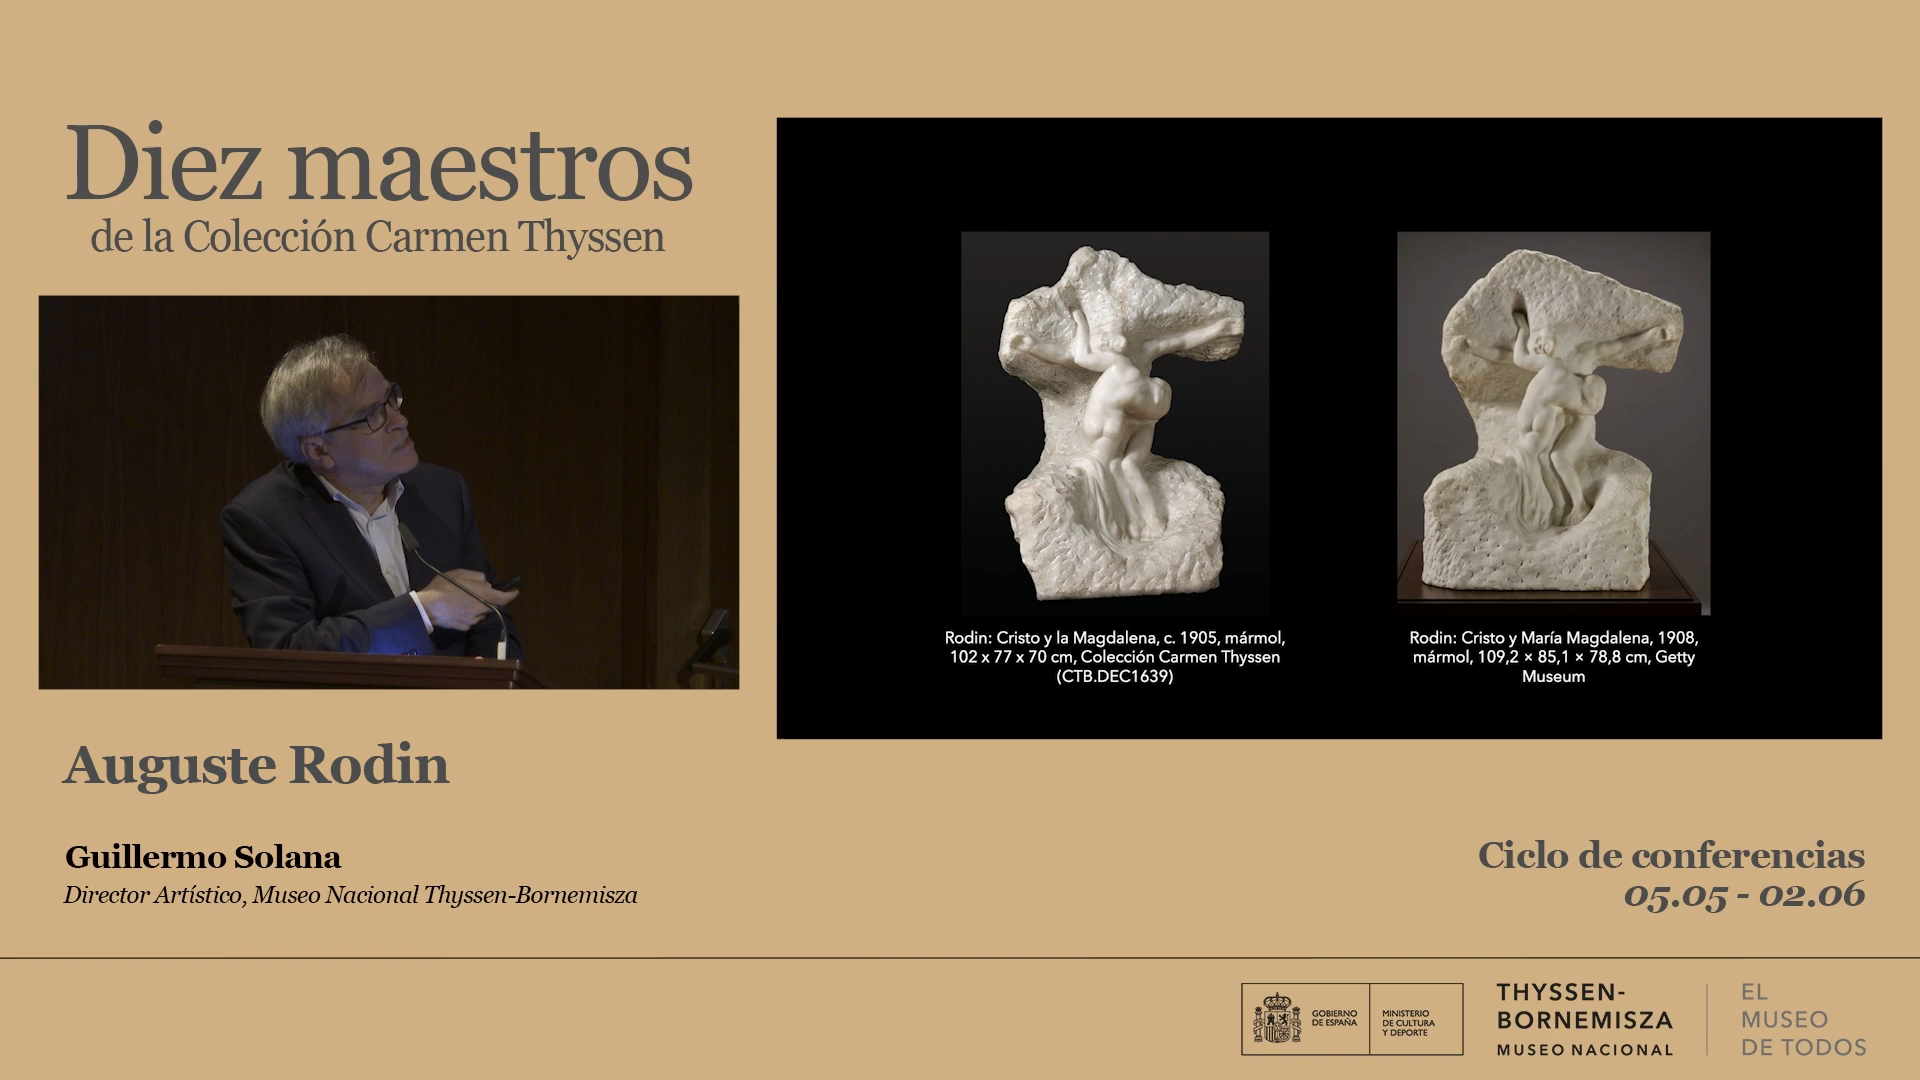 Diez maestros
de la Colección Carmen Thyssen
Rodin: Cristo y la Magdalena, c. 1905, mármol,
102 x 77 x 70 cm, Colección Carmen Thyssen
(CTB.DEC1639)
Rodin: Cristo y María Magdalena, 1908,
mármol, 109,2 × 85,1 × 78,8 cm, Getty
Museum
Auguste Rodin
Guillermo Solana
Director Artístico, Museo Nacional Thyssen-Bornemisza
Ciclo de conferencias
05.05 - 02.06
GOBIERNO
DE ESPAÑA
MINISTERIO
DE CULTURA
Y DEPORTE
THYSSEN-
BORNEMISZA
MUSEO NACIONAL
EL
MUSEO
DE TODOS